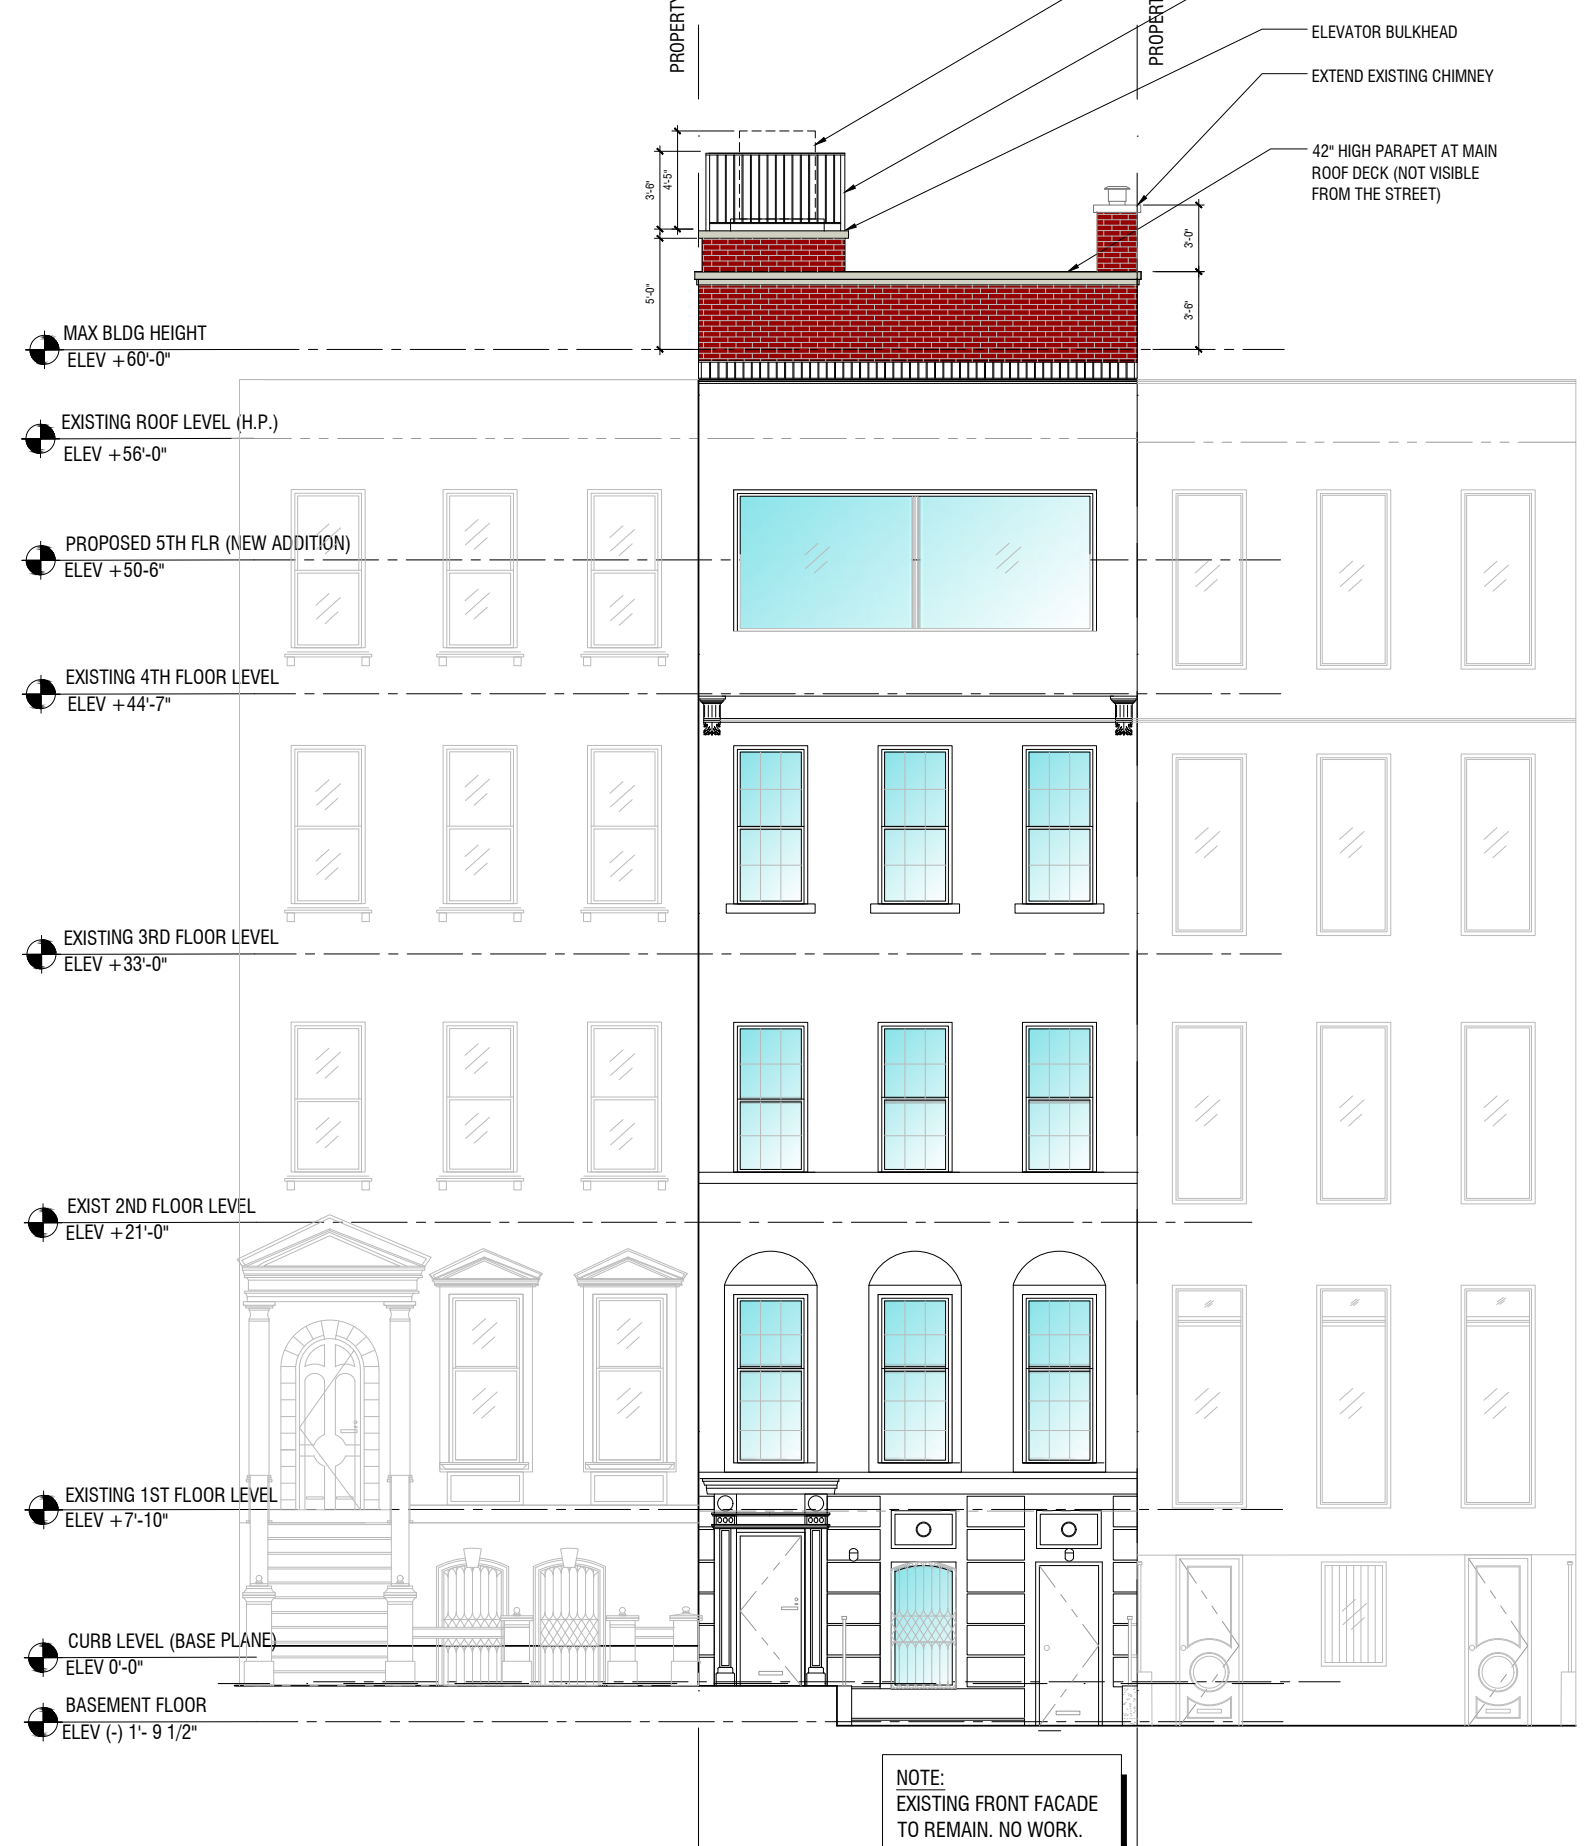 PROPERTY
PROPERT
ELEVATOR BULKHEAD
EXTEND EXISTING CHIMNEY
42" HIGH PARAPET AT MAIN
ROOF DECK (NOT VISIBLE
FROM THE STREET)
3'-6"
4'-5"
5'-0"
3'-0"
3'-6"
MAX BLDG HEIGHT
ELEV +60'-0"
EXISTING ROOF LEVEL (H.P.)
ELEV +56'-0"
PROPOSED 5TH FLR (NEW ADDITION)
ELEV +50-6"
EXISTING 4TH FLOOR LEVEL
ELEV +44'-7"
EXISTING 3RD FLOOR LEVEL
ELEV +33'-0"
EXIST 2ND FLOOR LEVEL
ELEV +21'-0"
EXISTING 1ST FLOOR LEVEL
ELEV +7'-10"
CURB LEVEL (BASE PLANE)
ELEV 0'-0"
BASEMENT FLOOR
ELEV (-) 1'- 9 1/2"
NOTE:
EXISTING FRONT FACADE
TO REMAIN. NO WORK.